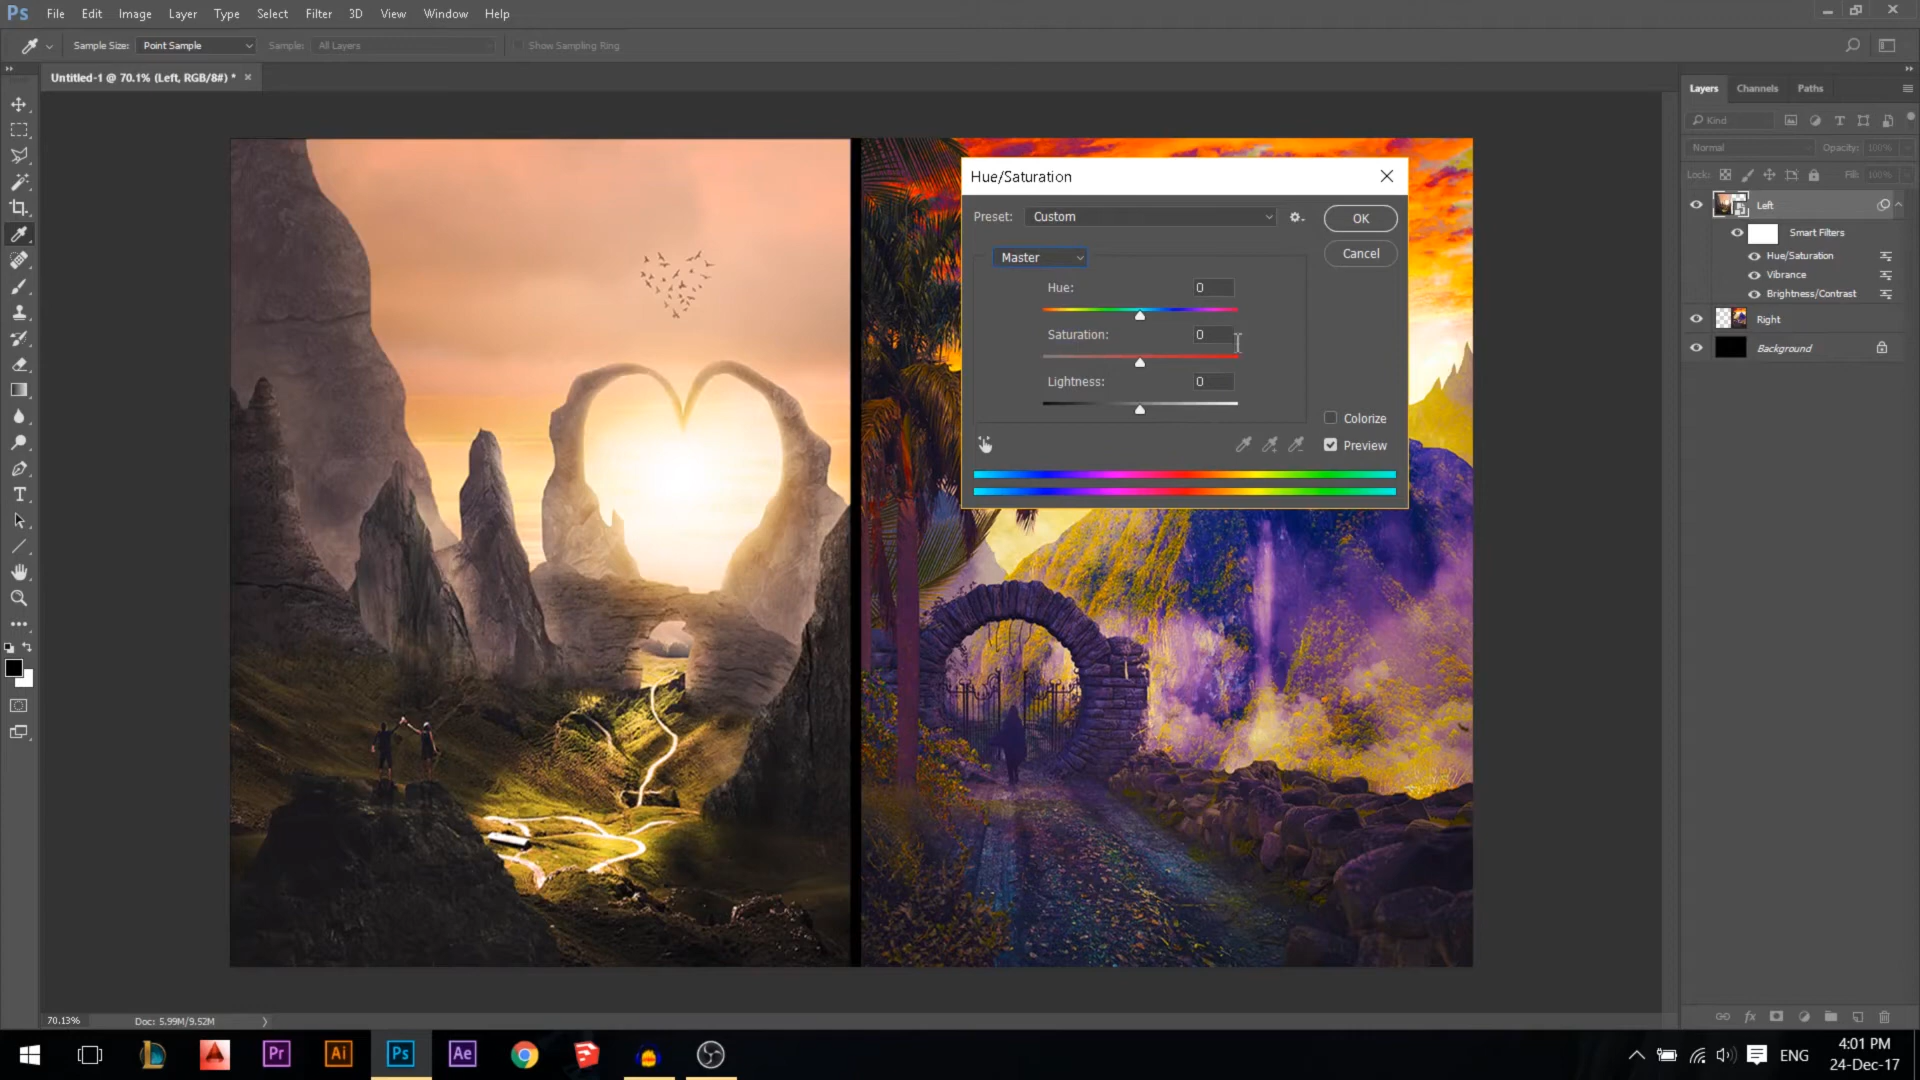 Ps File Edit Image Layer Type Select Filter 3D View Window Help
Sample Size: Point Sample Sample: All Layers Show Sampling Ring
Untitled-1 @ 70.1% (Left, RGB/8#) * ×
Layers Channels Paths
Kind
Normal Opacity: 100%
Lock: Fill: 100%
Left
Smart Filters
Hue/Saturation
Vibrance
Brightness/Contrast
Right
Background
Hue/Saturation
Preset: Custom OK
Master Cancel
Hue: 0
Saturation: 0
Lightness: 0
Colorize
Preview
T
70.13% Doc: 5.99M/9.52M
Pr Ai Ps Ae ENG
4:01 PM
24-Dec-17